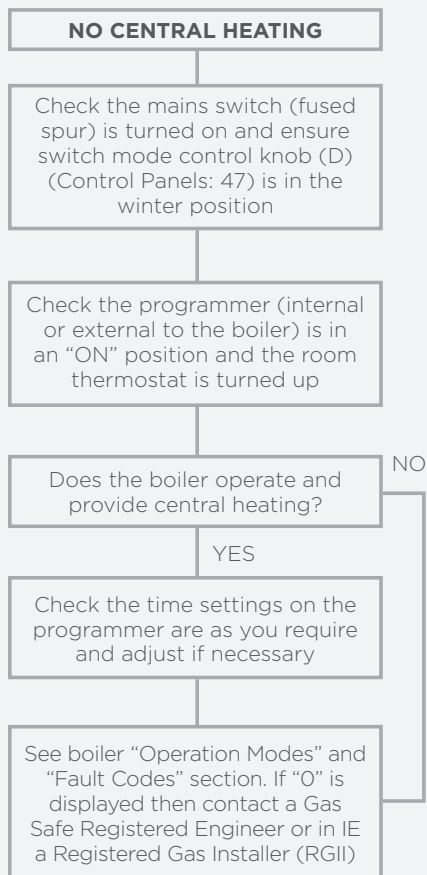 NO CENTRAL HEATING
Check the mains switch (fused
spur) is turned on and ensure
switch mode control knob (D)
(Control Panels: 47) is in the
winter position
Check the programmer (internal
or external to the boiler) is in
an “ON” position and the room
thermostat is turned up
Does the boiler operate and
provide central heating?
NO
YES
Check the time settings on the
programmer are as you require
and adjust if necessary
See boiler “Operation Modes” and
“Fault Codes” section. If “0” is
displayed then contact a Gas
Safe Registered Engineer or in IE
a Registered Gas Installer (RGII)